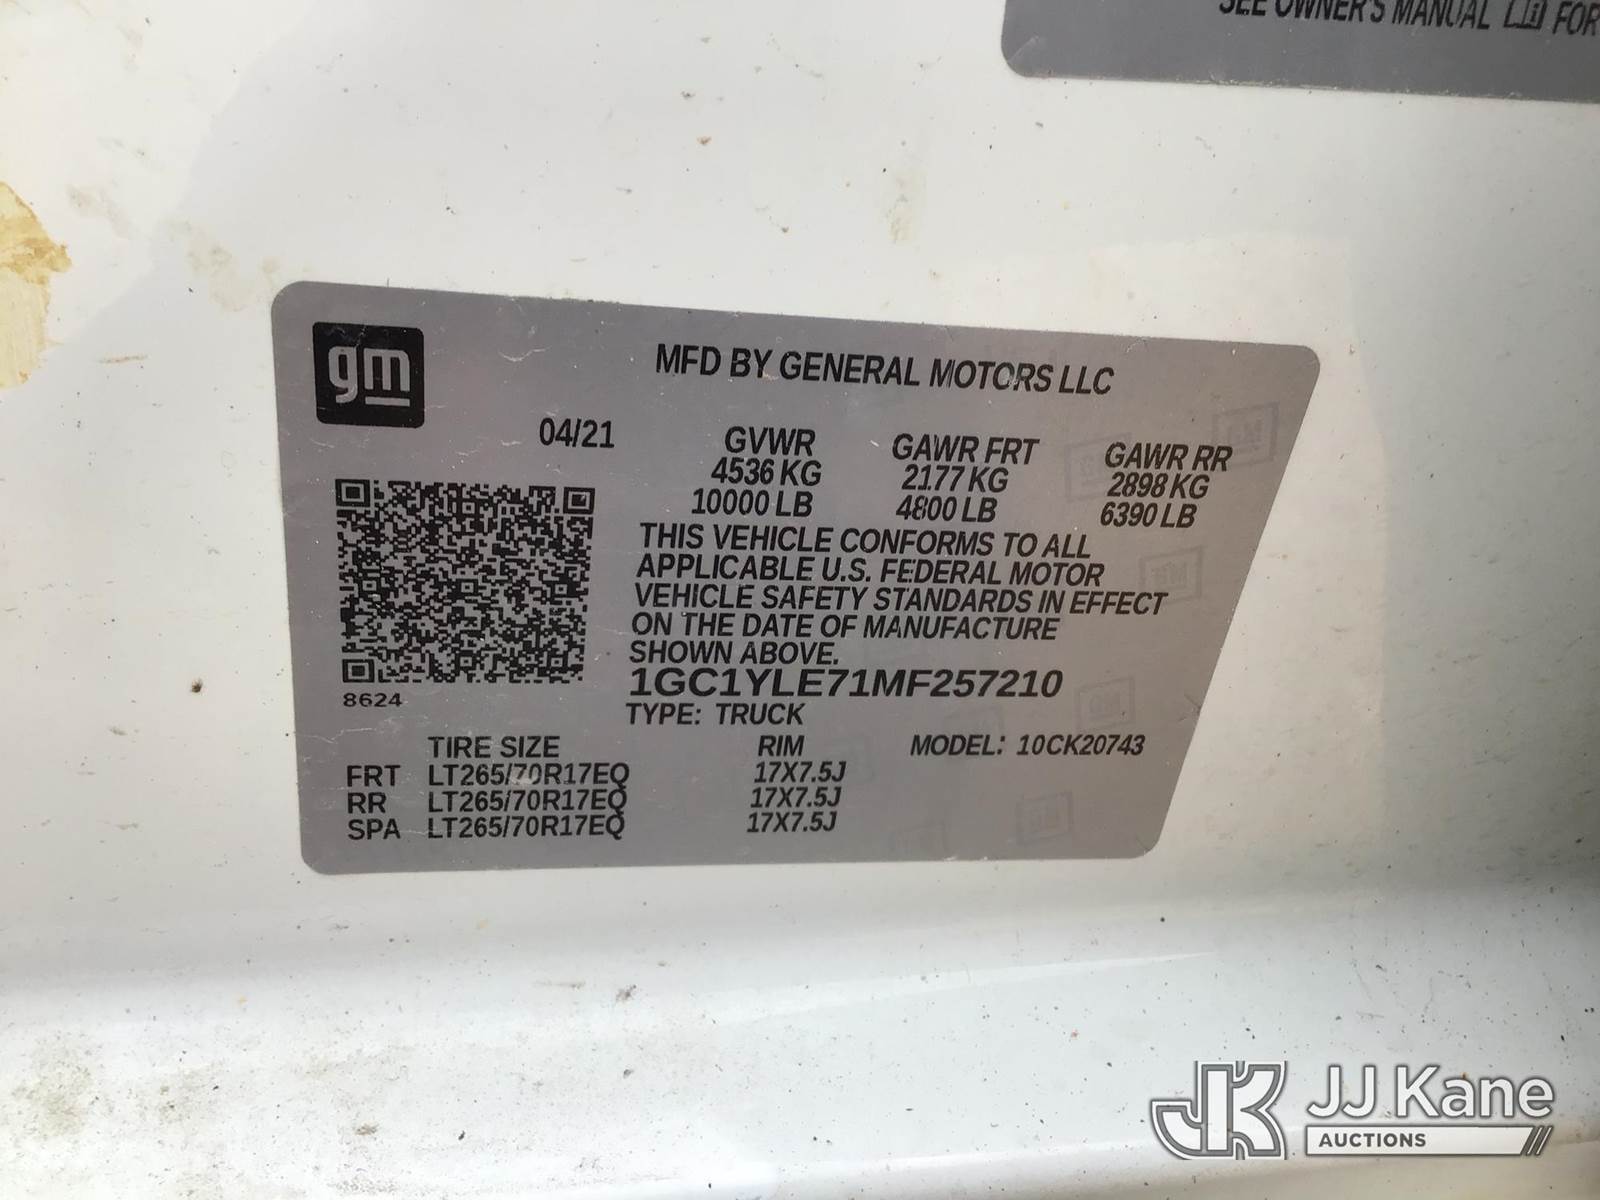 SEE OWNER'S MANUAL FOR
gm
MFD BY GENERAL MOTORS LLC
04/21
GVWR GAWR FRT GAWR RR
4536 KG 2177 KG 2898 KG
10000 LB 4800 LB 6390 LB
THIS VEHICLE CONFORMS TO ALL
APPLICABLE U.S. FEDERAL MOTOR
VEHICLE SAFETY STANDARDS IN EFFECT
ON THE DATE OF MANUFACTURE
SHOWN ABOVE.
8624
1GC1YLE71MF257210
TYPE: TRUCK
TIRE SIZE RIM MODEL: 10CK20743
FRT LT265/70R17EQ 17X7.5J
RR LT265/70R17EQ 17X7.5J
SPA LT265/70R17EQ 17X7.5J
JK JJ Kane
AUCTIONS